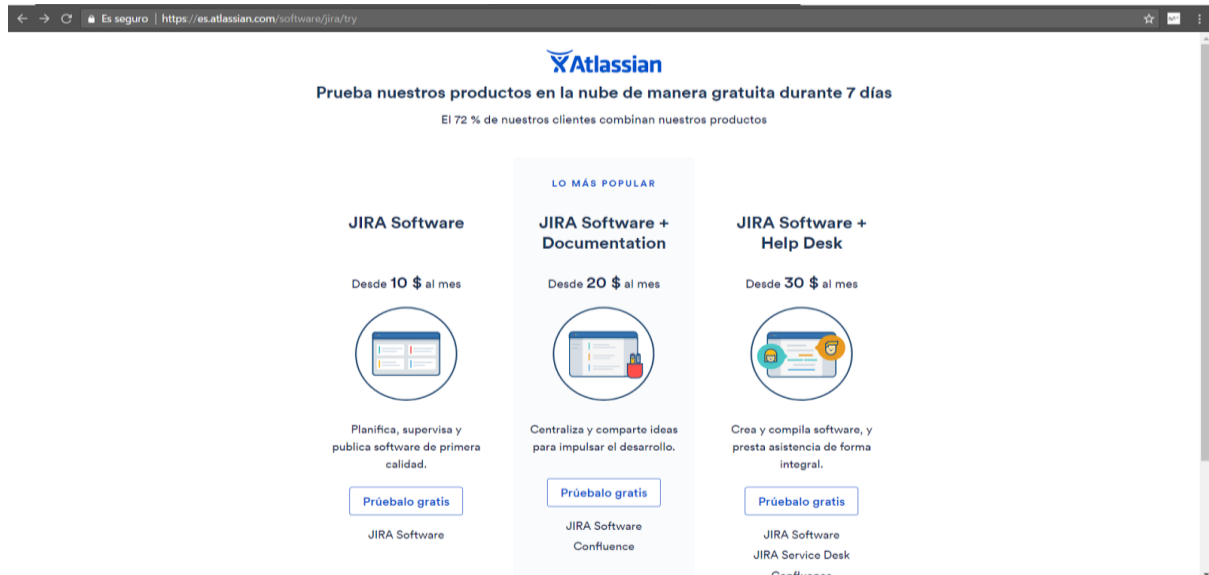 Es seguro | https://es.atlassian.com/software/jira/try
Atlassian
Prueba nuestros productos en la nube de manera gratuita durante 7 días
El 72 % de nuestros clientes combinan nuestros productos
LO MÁS POPULAR
JIRA Software
Desde 10 $ al mes
Planifica, supervisa y
publica software de primera
calidad.
Pruébalo gratis
JIRA Software
JIRA Software +
Documentation
Desde 20 $ al mes
Centraliza y comparte ideas
para impulsar el desarrollo.
Pruébalo gratis
JIRA Software
Confluence
JIRA Software +
Help Desk
Desde 30 $ al mes
Crea y compila software, y
presta asistencia de forma
integral.
Pruébalo gratis
JIRA Software
JIRA Service Desk
Confluence